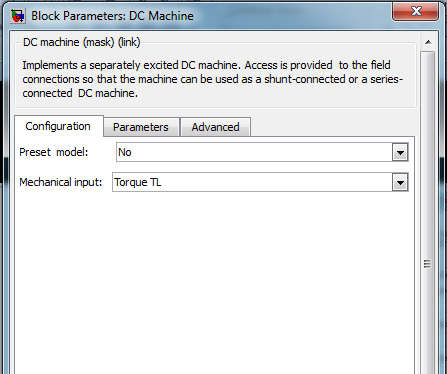 Block Parameters: DC Machine
DC machine (mask) (link)
Implements a separately excited DC machine. Access is provided to the field
connections so that the machine can be used as a shunt-connected or a series-
connected DC machine.
Configuration Parameters Advanced
Preset model: No
Mechanical input: Torque TL